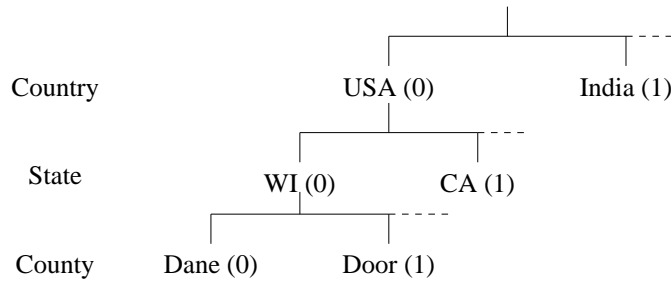 Country USA (0) India (1)
State WI (0) CA (1)
County Dane (0) Door (1)